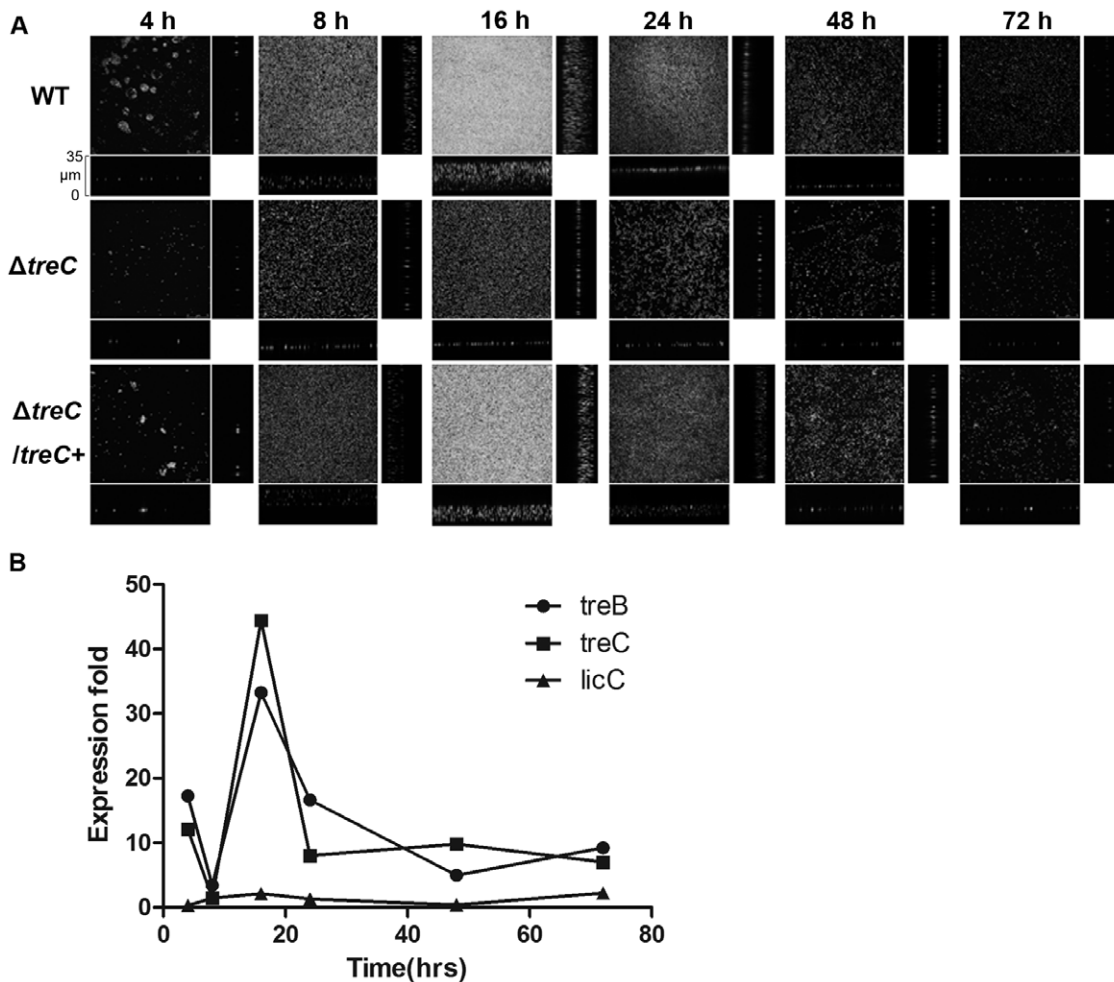 A
4 h 8 h 16 h 24 h 48 h 72 h
WT
35
µm
0
ΔtreC
ΔtreC
/treC+
B
50
40
30
20
10
0
Expression fold
treB
treC
licC
0 20 40 60 80
Time(hrs)